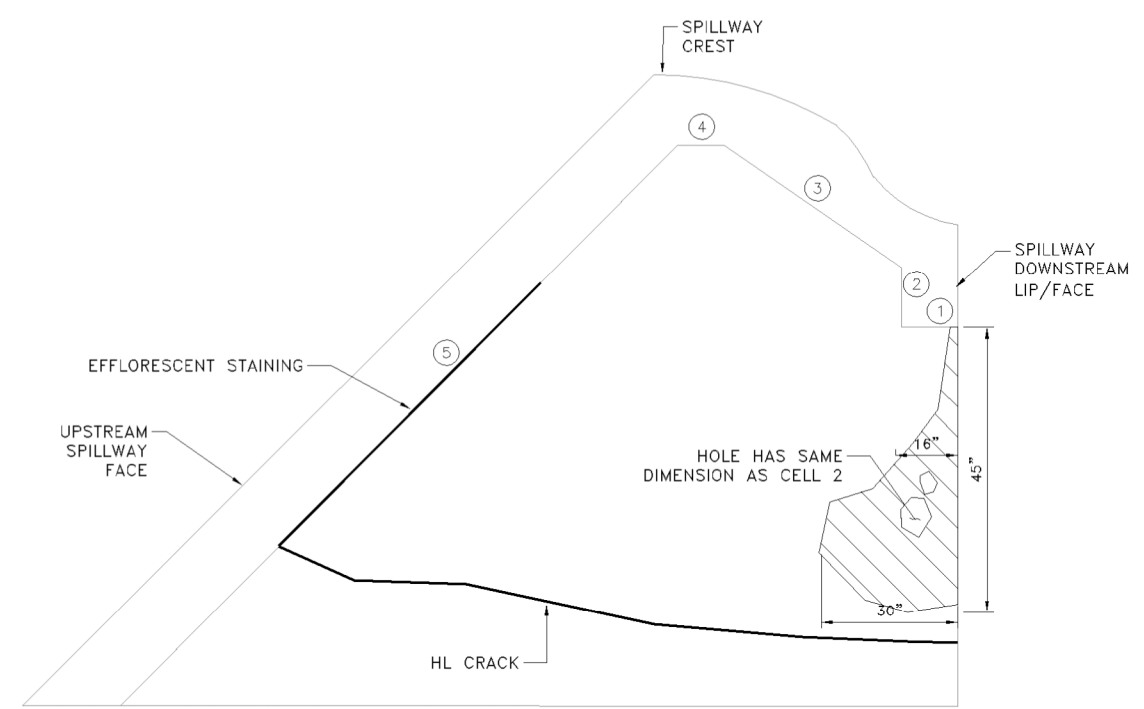 SPILLWAY
CREST
4
3
2
1
SPILLWAY
DOWNSTREAM
LIP/FACE
5
EFFLORESCENT STAINING
UPSTREAM
SPILLWAY
FACE
16"
45"
HOLE HAS SAME
DIMENSION AS CELL 2
30"
HL CRACK